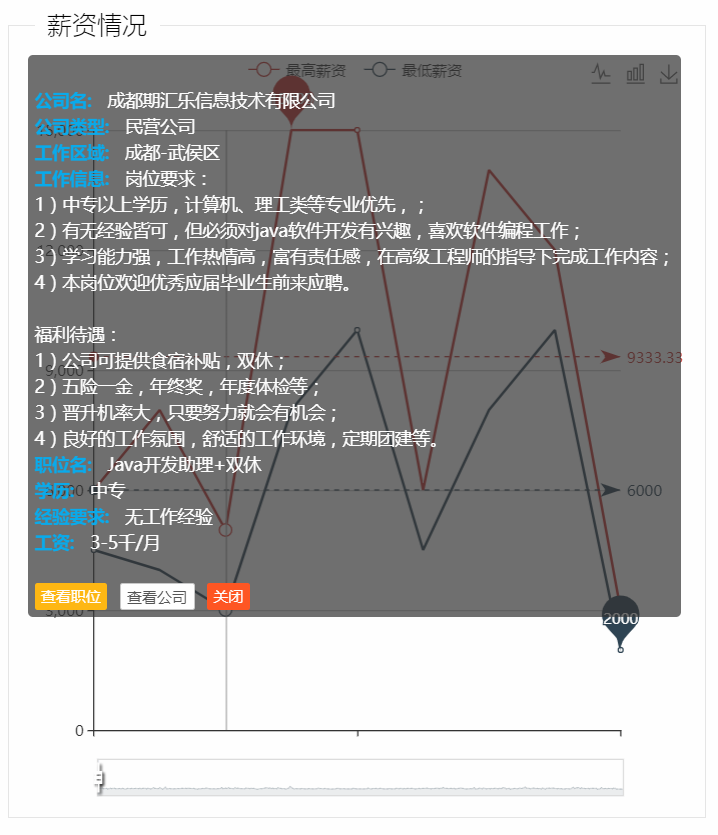 薪资情况
最高薪资 最低薪资
公司名: 成都期汇乐信息技术有限公司
公司类型: 民营公司
工作区域: 成都-武侯区
工作信息: 岗位要求：
1）中专以上学历，计算机、理工类等专业优先，；
2）有无经验皆可，但必须对java软件开发有兴趣，喜欢软件编程工作；
12,000
3）学习能力强，工作热情高，富有责任感，在高级工程师的指导下完成工作内容；
4）本岗位欢迎优秀应届毕业生前来应聘。
福利待遇：
9333.33
1）公司可提供食宿补贴，双休；
9,000
2）五险一金，年终奖，年度体检等；
3）晋升机率大，只要努力就会有机会；
4）良好的工作氛围，舒适的工作环境，定期团建等。
职位名: Java开发助理+双休
学历: 中专
6000
经验要求: 无工作经验
工资: 3-5千/月
查看职位 查看公司 关闭
3,000
2000
0